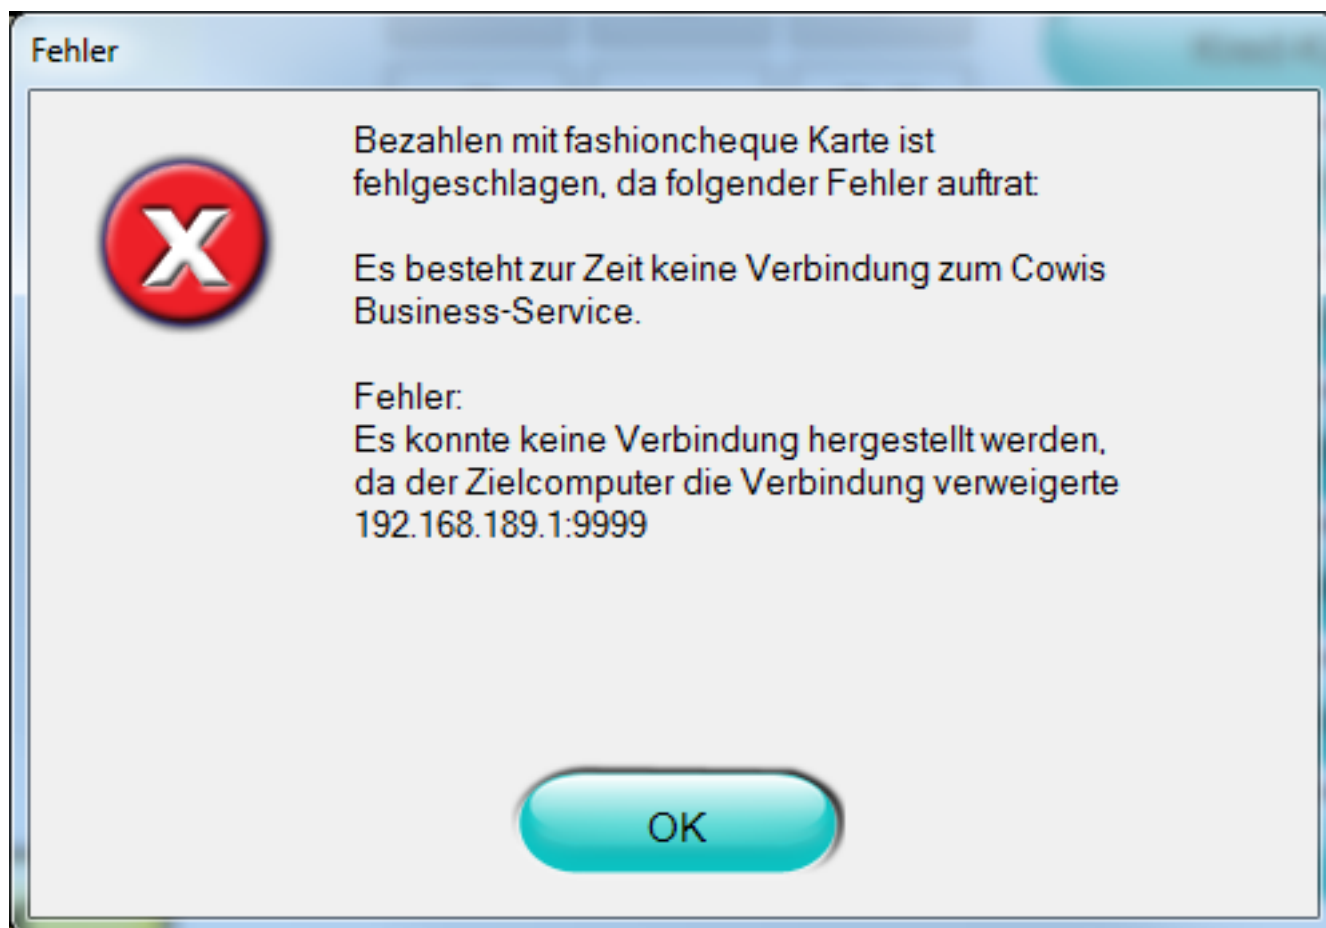 Fehler
Bezahlen mit fashioncheque Karte ist
fehlgeschlagen, da folgender Fehler auftrat:
Es besteht zur Zeit keine Verbindung zum Cowis
Business-Service.
Fehler:
Es konnte keine Verbindung hergestellt werden,
da der Zielcomputer die Verbindung verweigerte
192.168.189.1:9999
OK